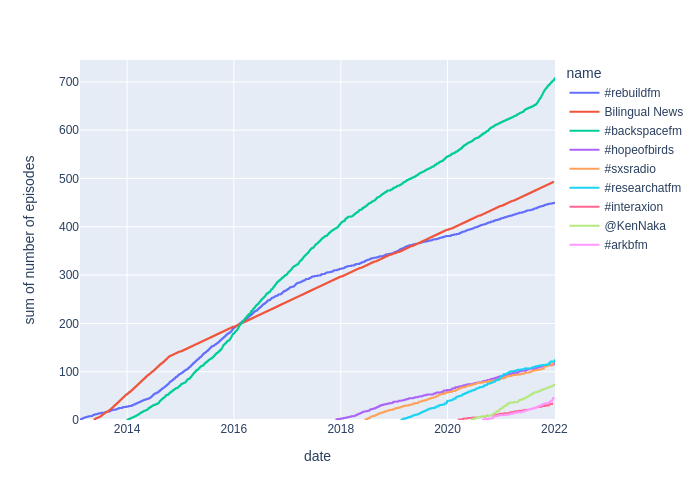 name
#rebuildfm
Bilingual News
#backspacefm
#hopeofbirds
#sxsradio
#researchatfm
#interaxion
@KenNaka
#arkbfm
sum of number of episodes
700
600
500
400
300
200
100
0
2014
2016
2018
2020
2022
date